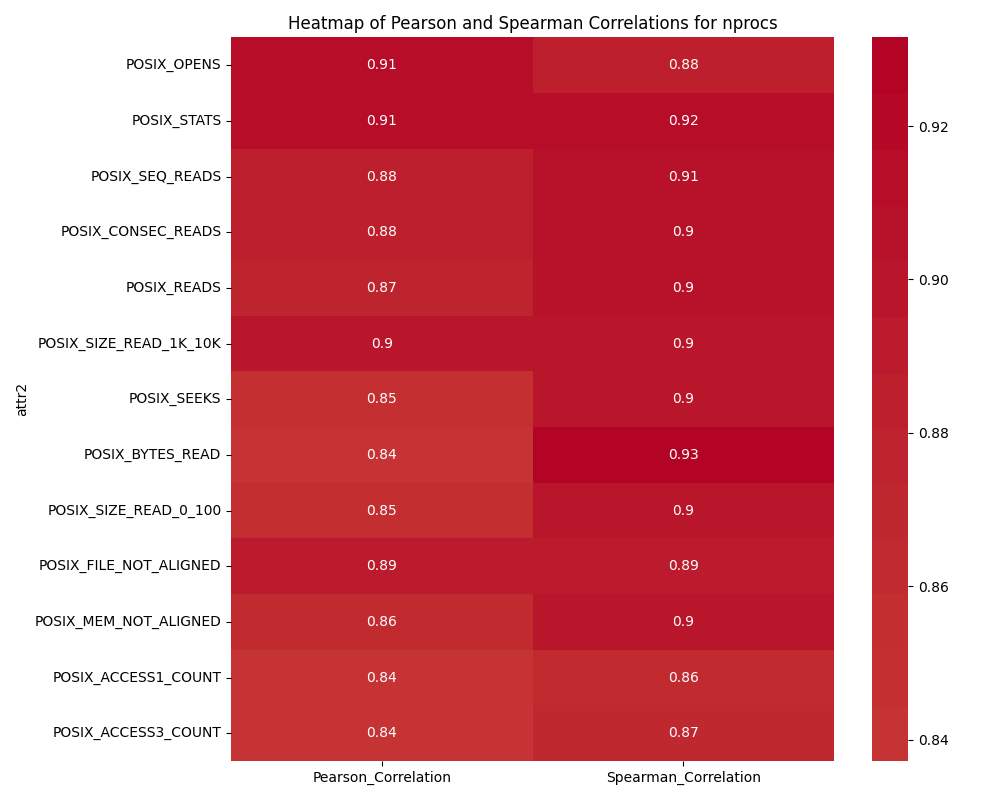 Heatmap of Pearson and Spearman Correlations for nprocs
attr2
POSIX_OPENS 0.91 0.88
POSIX_STATS 0.91 0.92
POSIX_SEQ_READS 0.88 0.91
POSIX_CONSEC_READS 0.88 0.9
POSIX_READS 0.87 0.9
POSIX_SIZE_READ_1K_10K 0.9 0.9
POSIX_SEEKS 0.85 0.9
POSIX_BYTES_READ 0.84 0.93
POSIX_SIZE_READ_0_100 0.85 0.9
POSIX_FILE_NOT_ALIGNED 0.89 0.89
POSIX_MEM_NOT_ALIGNED 0.86 0.9
POSIX_ACCESS1_COUNT 0.84 0.86
POSIX_ACCESS3_COUNT 0.84 0.87
Pearson_Correlation Spearman_Correlation
0.92
0.90
0.88
0.86
0.84